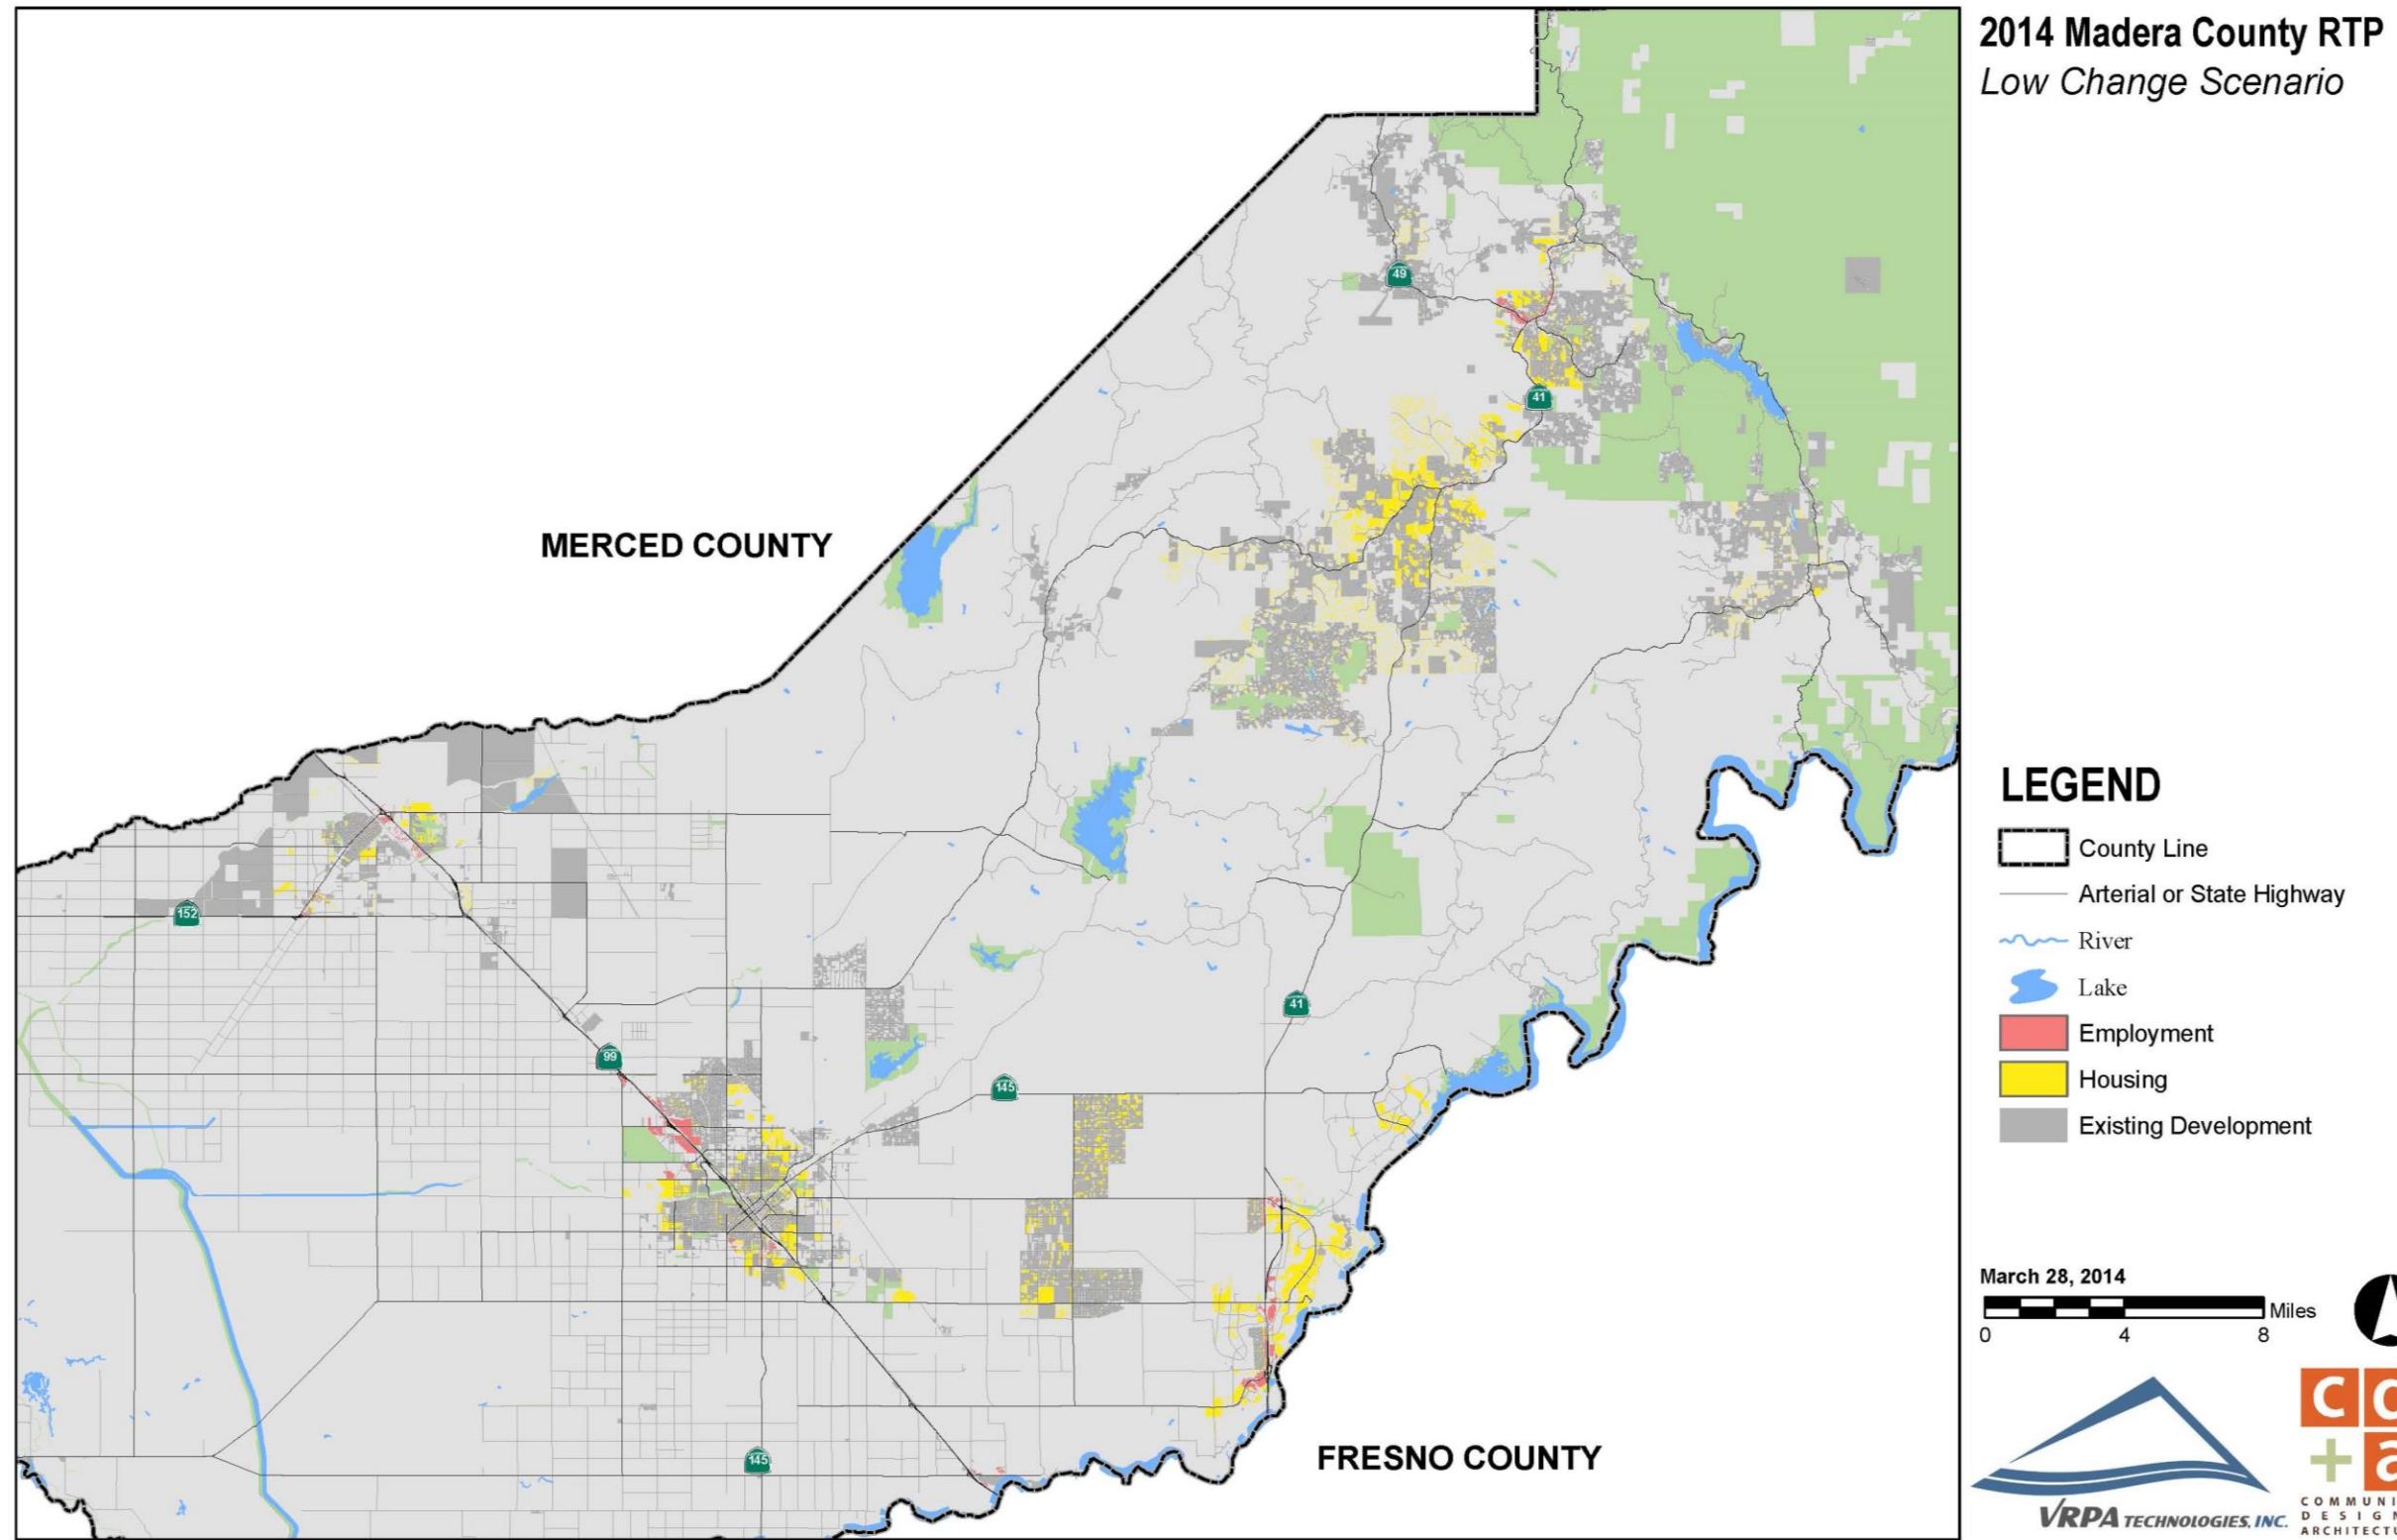 2014 Madera County RTP
Low Change Scenario
49
41
MERCED COUNTY
152
41
99
145
145
FRESNO COUNTY
LEGEND
County Line
Arterial or State Highway
River
Lake
Employment
Housing
Existing Development
March 28, 2014
Miles
0 4 8
VRPA TECHNOLOGIES, INC.
+